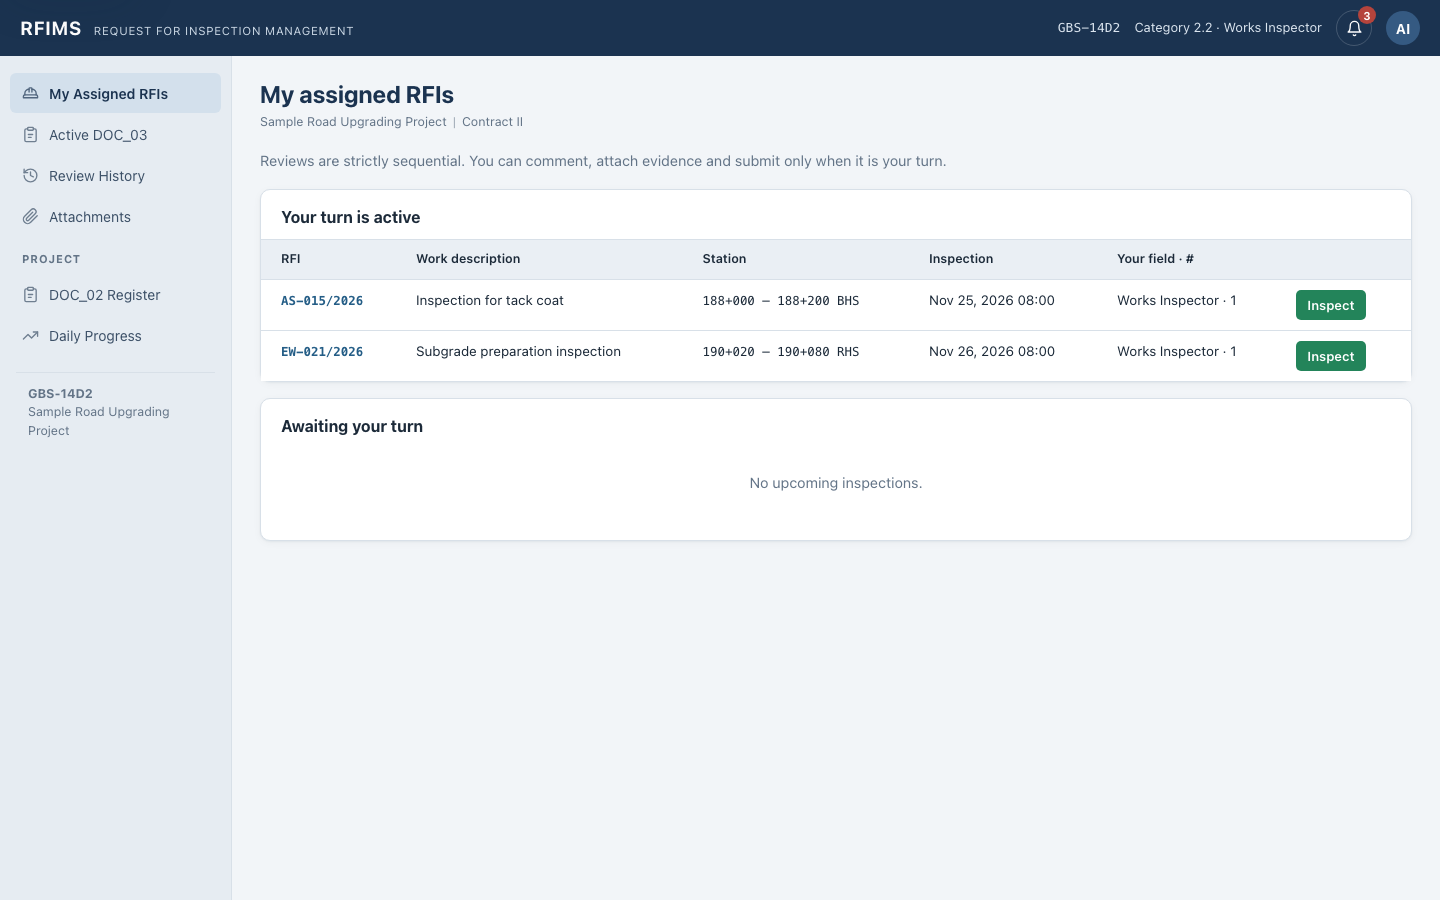 RFIMS REQUEST FOR INSPECTION MANAGEMENT
GBS-14D2 Category 2.2 · Works Inspector 3 AI
My Assigned RFIs
Active DOC_03
Review History
Attachments
PROJECT
DOC_02 Register
Daily Progress
GBS-14D2
Sample Road Upgrading
Project
My assigned RFIs
Sample Road Upgrading Project | Contract II
Reviews are strictly sequential. You can comment, attach evidence and submit only when it is your turn.
Your turn is active
RFI Work description Station Inspection Your field · #
AS-015/2026 Inspection for tack coat 188+000 — 188+200 BHS Nov 25, 2026 08:00 Works Inspector · 1 Inspect
EW-021/2026 Subgrade preparation inspection 190+020 — 190+080 RHS Nov 26, 2026 08:00 Works Inspector · 1 Inspect
Awaiting your turn
No upcoming inspections.